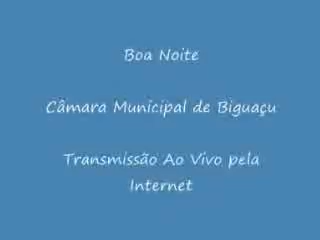 Boa Noite
Câmara Municipal de Biguaçu
Transmissão Ao Vivo pela
Internet